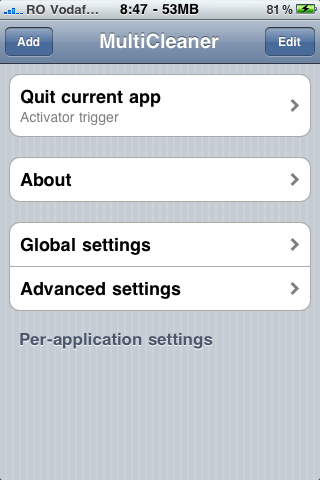 RO Vodaf... 8:47 - 53MB 81%
Add MultiCleaner Edit
Quit current app
Activator trigger
About
Global settings
Advanced settings
Per-application settings